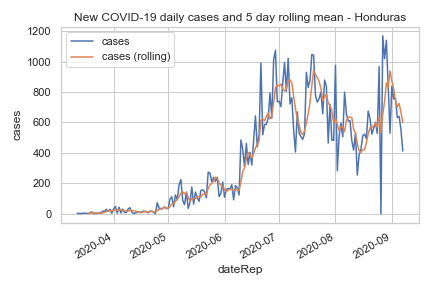 New COVID-19 daily cases and 5 day rolling mean - Honduras
cases
cases (rolling)
1200
1000
800
600
400
200
0
cases
2020-04
2020-05
2020-06
2020-07
2020-08
2020-09
dateRep